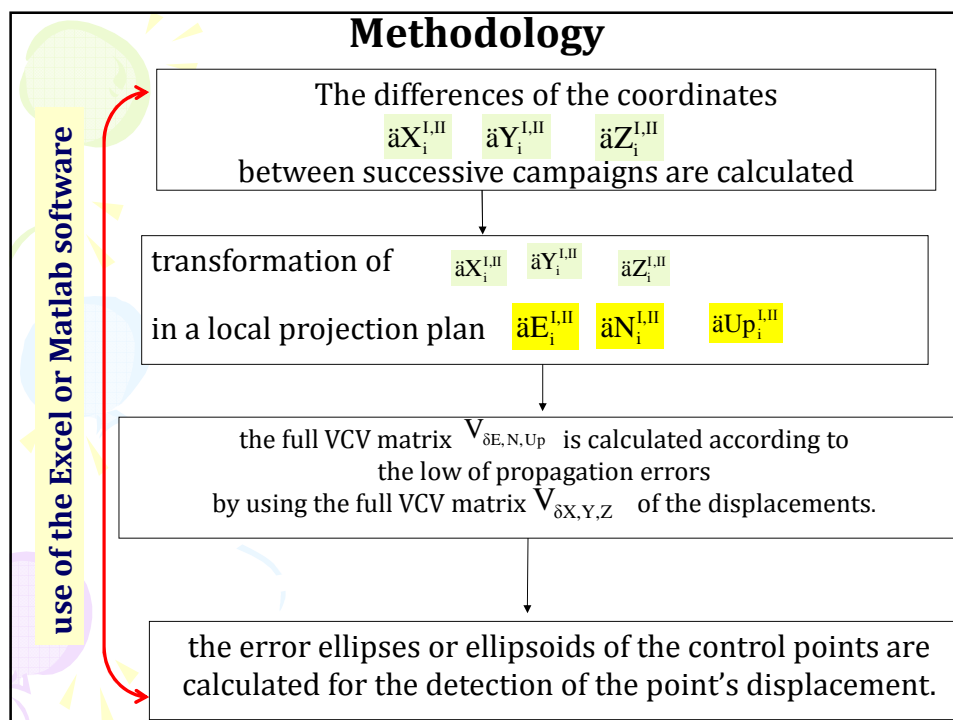 Methodology
use of the Excel or Matlab software
The differences of the coordinates
äX_i^{I,II} äY_i^{I,II} äZ_i^{I,II}
between successive campaigns are calculated
transformation of äX_i^{I,II} äY_i^{I,II} äZ_i^{I,II}
in a local projection plan äE_i^{I,II} äN_i^{I,II} äUp_i^{I,II}
the full VCV matrix V_{δE,N,Up} is calculated according to
the low of propagation errors
by using the full VCV matrix V_{δX,Y,Z} of the displacements.
the error ellipses or ellipsoids of the control points are
calculated for the detection of the point's displacement.